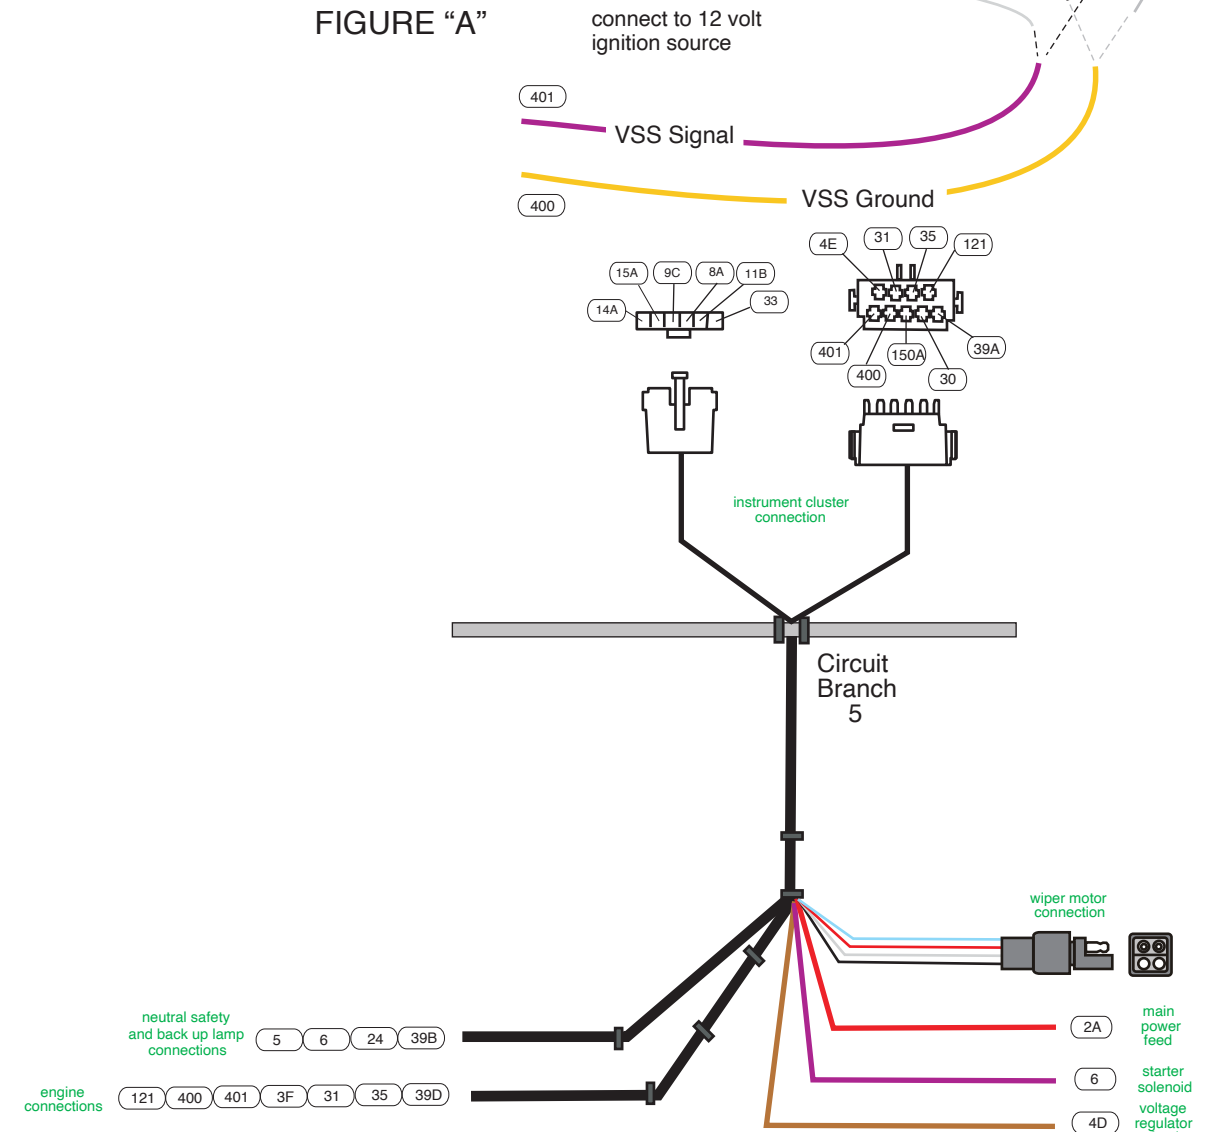 FIGURE “A”
connect to 12 volt
ignition source
401
VSS Signal
400
VSS Ground
4E
31
35
121
15A
9C
8A
11B
14A
33
401
400
150A
30
39A
instrument cluster
connection
Circuit
Branch
5
wiper motor
connection
neutral safety
and back up lamp
connections
5
6
24
39B
2A
main
power
feed
engine
connections
121
400
401
3F
31
35
39D
6
starter
solenoid
4D
voltage
regulator